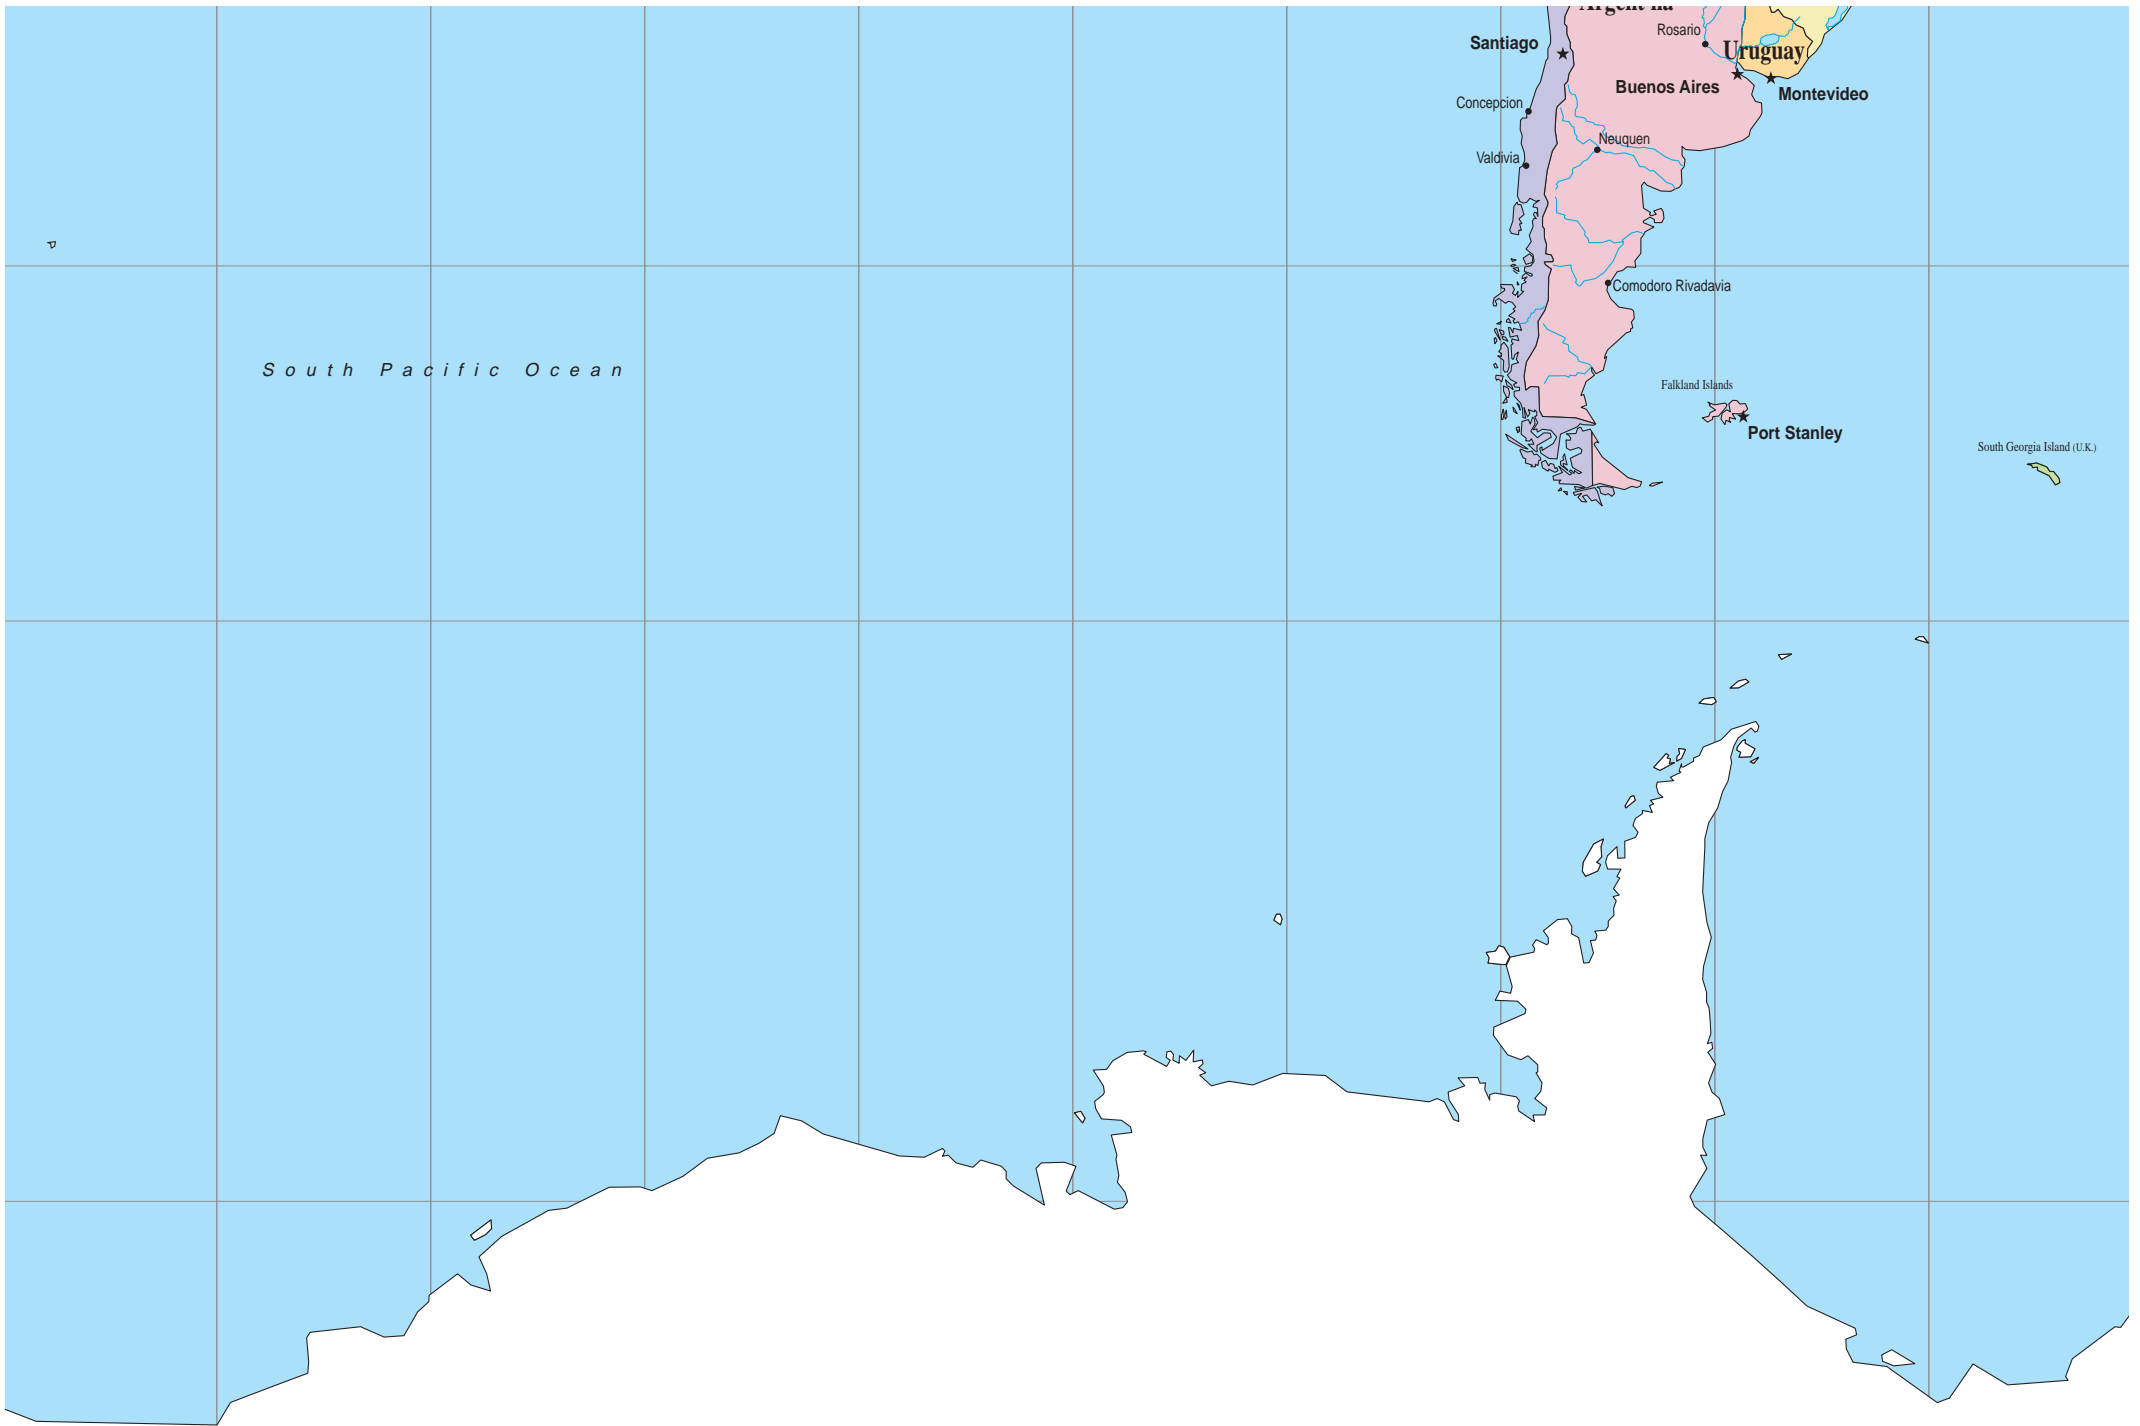 Argentina
Rosario
Santiago
Uruguay
Buenos Aires
Montevideo
Concepcion
Neuquen
Valdivia
Comodoro Rivadavia
South Pacific Ocean
Falkland Islands
Port Stanley
South Georgia Island (U.K.)